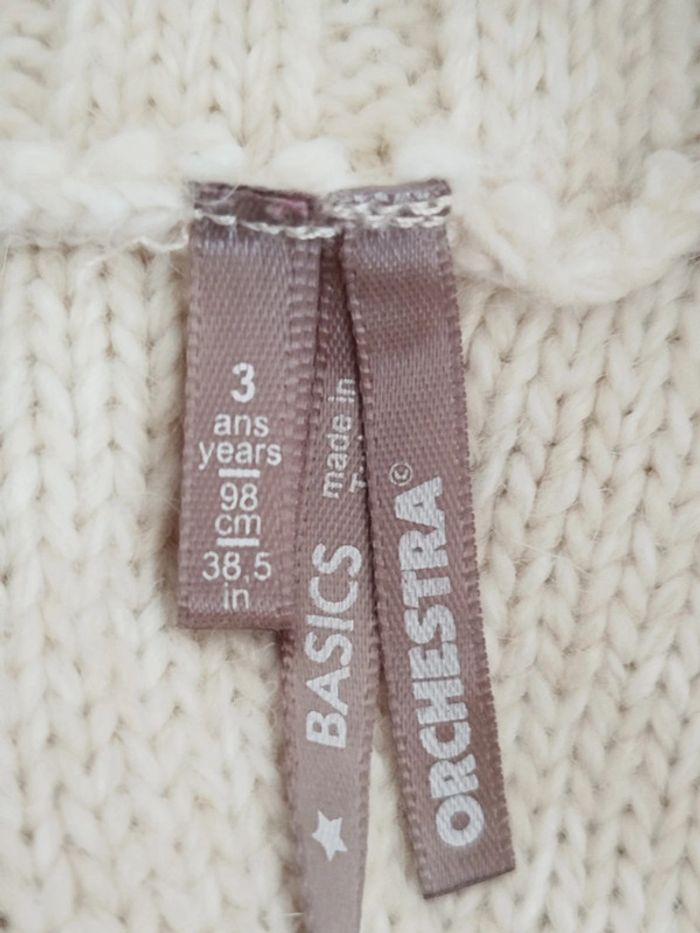 3
ans
years
98
cm
38,5
in
made in
BASICS
ORCHESTRA